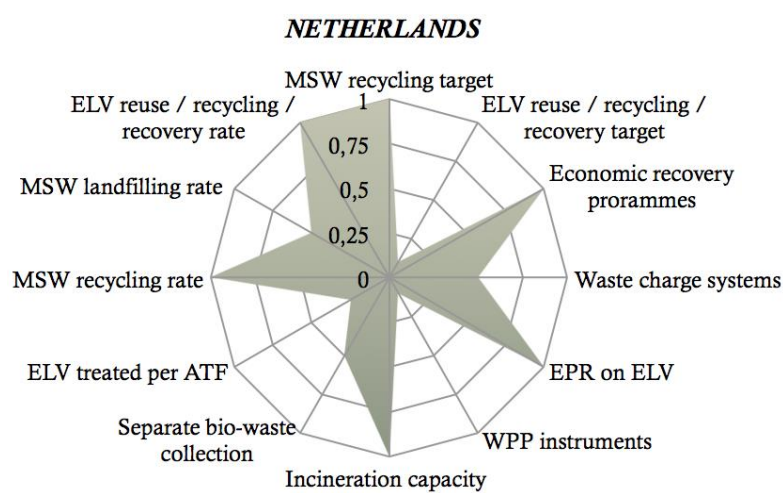 NETHERLANDS
MSW recycling target
ELV reuse / recycling /
recovery rate
ELV reuse / recycling /
recovery target
1
0,75
0,5
0,25
0
Economic recovery
prorammes
MSW landfilling rate
MSW recycling rate
Waste charge systems
ELV treated per ATF
EPR on ELV
Separate bio-waste
collection
WPP instruments
Incineration capacity